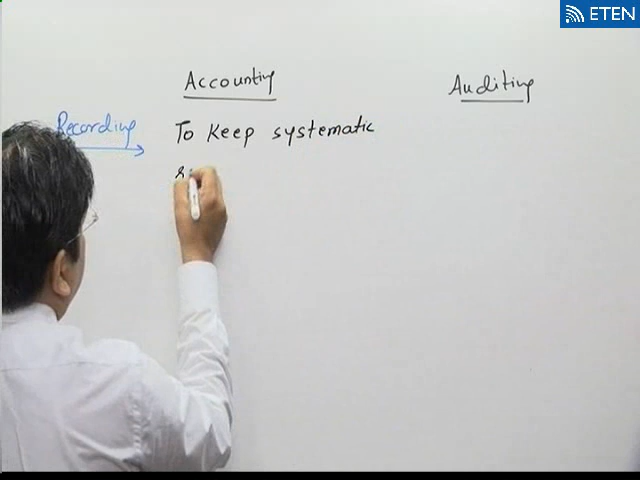 ETEN
Accounting
Auditing
Recording
To Keep systematic